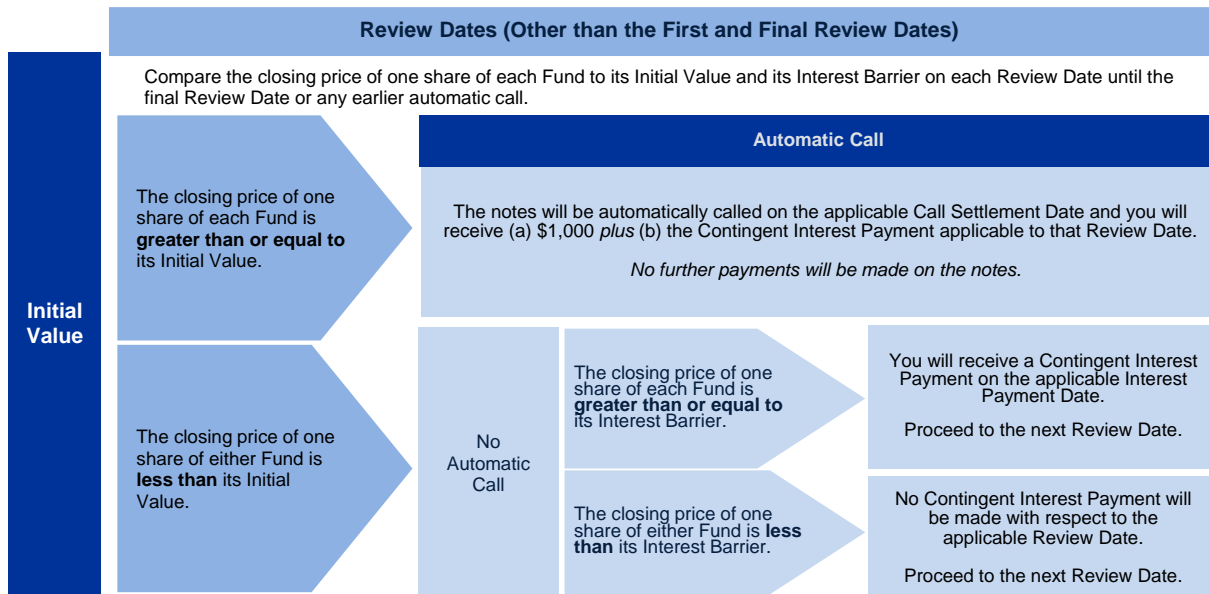 Review Dates (Other than the First and Final Review Dates)
Compare the closing price of one share of each Fund to its Initial Value and its Interest Barrier on each Review Date until the
final Review Date or any earlier automatic call.
Initial
Value
The closing price of one
share of each Fund is
greater than or equal to
its Initial Value.
Automatic Call
The notes will be automatically called on the applicable Call Settlement Date and you will
receive (a) $1,000 plus (b) the Contingent Interest Payment applicable to that Review Date.
No further payments will be made on the notes.
The closing price of one
share of either Fund is
less than its Initial
Value.
No
Automatic
Call
The closing price of one
share of each Fund is
greater than or equal to
its Interest Barrier.
You will receive a Contingent Interest
Payment on the applicable Interest
Payment Date.
Proceed to the next Review Date.
The closing price of one
share of either Fund is less
than its Interest Barrier.
No Contingent Interest Payment will
be made with respect to the
applicable Review Date.
Proceed to the next Review Date.